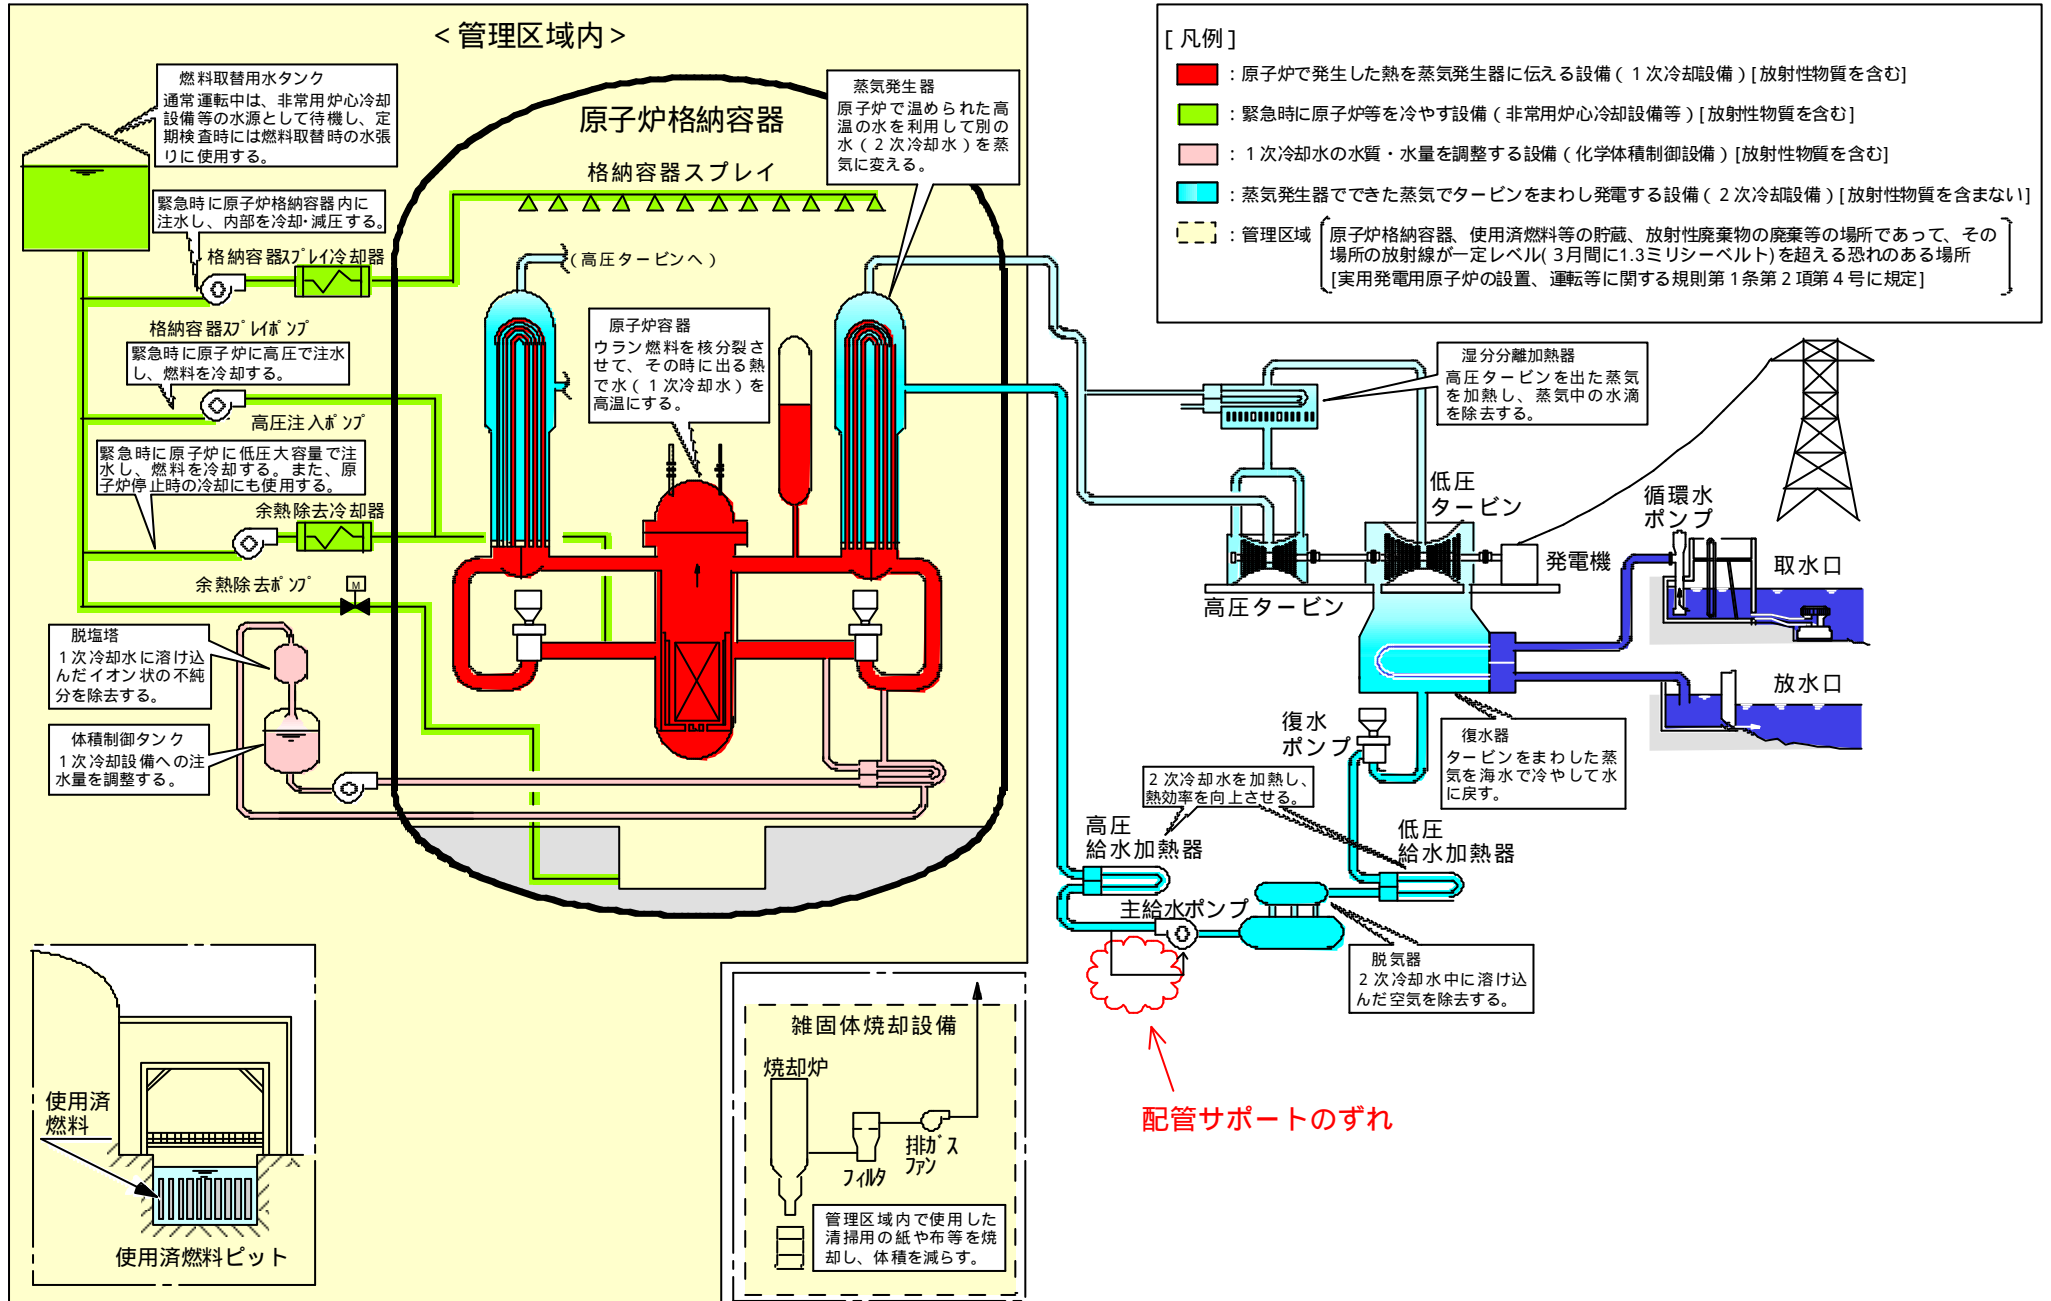 ＜管理区域内＞
燃料取替用水タンク
通常運転中は、非常用炉心冷却
設備等の水源として待機し、定
期検査時には燃料取替時の水張
りに使用する。
緊急時に原子炉格納容器内に
注水し、内部を冷却･減圧する。
格納容器ｽﾌﾟﾚｲ冷却器
格納容器ｽﾌﾟﾚｲﾎﾟﾝﾌﾟ
緊急時に原子炉に高圧で注水
し、燃料を冷却する。
高圧注入ﾎﾟﾝﾌﾟ
緊急時に原子炉に低圧大容量で注
水し、燃料を冷却する。また、原
子炉停止時の冷却にも使用する。
余熱除去冷却器
余熱除去ﾎﾟﾝﾌﾟ
M
脱塩塔
１次冷却水に溶け込
んだイオン状の不純
分を除去する。
体積制御タンク
１次冷却設備への注
水量を調整する。
原子炉格納容器
格納容器スプレイ
蒸気発生器
原子炉で温められた高
温の水を利用して別の
水（２次冷却水）を蒸
気に変える。
（高圧タービンへ）
原子炉容器
ウラン燃料を核分裂さ
せて、その時に出る熱
で水（１次冷却水）を
高温にする。
[凡例]
：原子炉で発生した熱を蒸気発生器に伝える設備（１次冷却設備）[放射性物質を含む]
：緊急時に原子炉等を冷やす設備（非常用炉心冷却設備等）[放射性物質を含む]
：１次冷却水の水質・水量を調整する設備（化学体積制御設備）[放射性物質を含む]
：蒸気発生器でできた蒸気でタービンをまわし発電する設備（２次冷却設備）[放射性物質を含まない]
：管理区域
原子炉格納容器、使用済燃料等の貯蔵、放射性廃棄物の廃棄等の場所であって、その
場所の放射線が一定レベル(３月間に1.3ミリシーベルト)を超える恐れのある場所
[実用発電用原子炉の設置、運転等に関する規則第１条第２項第４号に規定]
湿分分離加熱器
高圧タービンを出た蒸気
を加熱し、蒸気中の水滴
を除去する。
低圧
タービン
高圧タービン
発電機
循環水
ポンプ
取水口
放水口
復水
ポンプ
復水器
タービンをまわした蒸
気を海水で冷やして水
に戻す。
２次冷却水を加熱し、
熱効率を向上させる。
高圧
給水加熱器
低圧
給水加熱器
主給水ポンプ
脱気器
２次冷却水中に溶け込
んだ空気を除去する。
配管サポートのずれ
使用済
燃料
使用済燃料ピット
雑固体焼却設備
焼却炉
ﾌｨﾙﾀ
排ｶﾞｽ
ﾌｧﾝ
管理区域内で使用した
清掃用の紙や布等を焼
却し、体積を減らす。